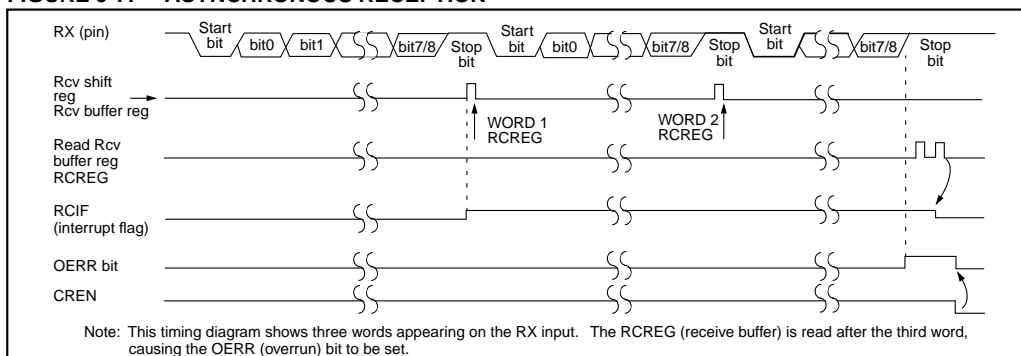 RX (pin)
Start bit
bit0
bit1
bit7/8
Stop bit
Start bit
bit0
bit7/8
Stop bit
Start bit
bit7/8
Stop bit
Rcv shift
reg
Rcv buffer reg
WORD 1
RCREG
WORD 2
RCREG
Read Rcv
buffer reg
RCREG
RCIF
(interrupt flag)
OERR bit
CREN
Note: This timing diagram shows three words appearing on the RX input. The RCREG (receive buffer) is read after the third word,
causing the OERR (overrun) bit to be set.